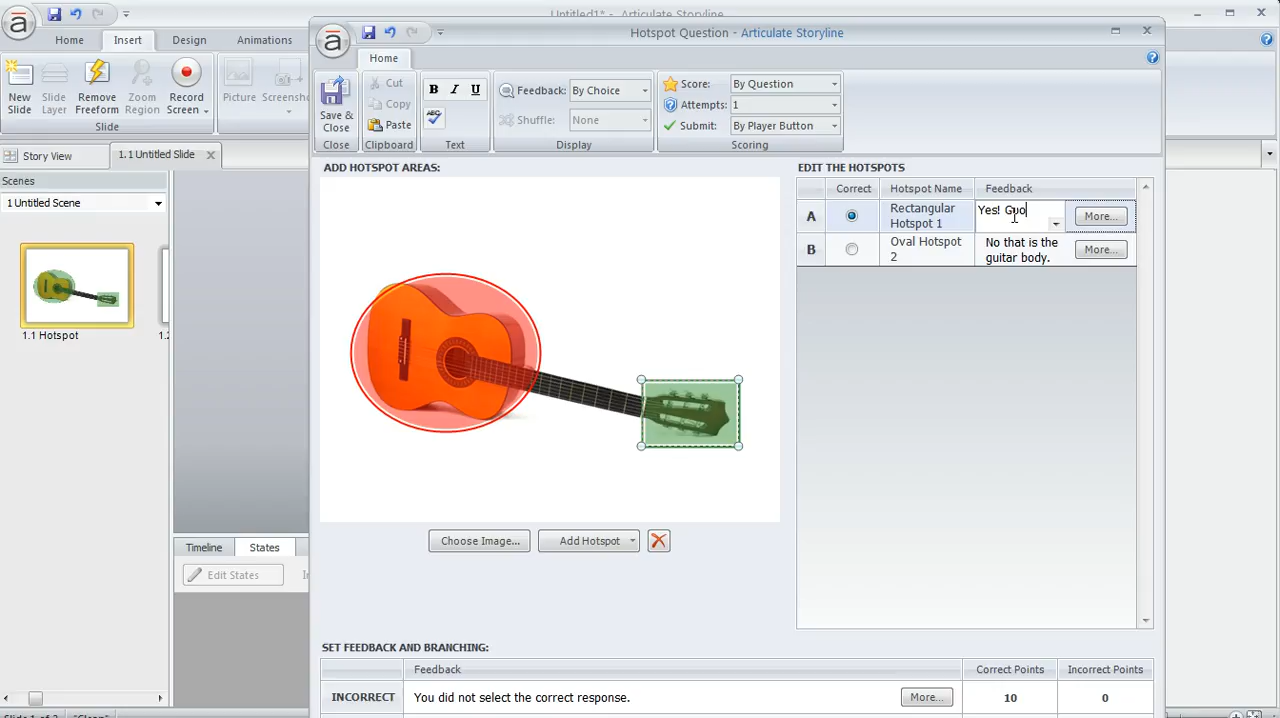 Untitled1* - Articulate Storyline
Home Insert Design Animations
New Slide
Slide Layer
Remove Freeform
Zoom Region
Record Screen
Picture
Screensho
Slide
Story View
1.1 Untitled Slide
Scenes
1 Untitled Scene
1.1 Hotspot
1.2
Timeline States
Edit States
Hotspot Question - Articulate Storyline
Home
Save & Close
Close
Cut
Copy
Paste
Clipboard
B I U
ABC
Text
Feedback: By Choice
Shuffle: None
Display
Score: By Question
Attempts: 1
Submit: By Player Button
Scoring
ADD HOTSPOT AREAS:
Choose Image...
Add Hotspot
EDIT THE HOTSPOTS
Correct Hotspot Name Feedback
A Rectangular Hotspot 1 Yes! Guo More...
B Oval Hotspot 2 No that is the guitar body. More...
SET FEEDBACK AND BRANCHING:
Feedback Correct Points Incorrect Points
INCORRECT You did not select the correct response. More... 10 0